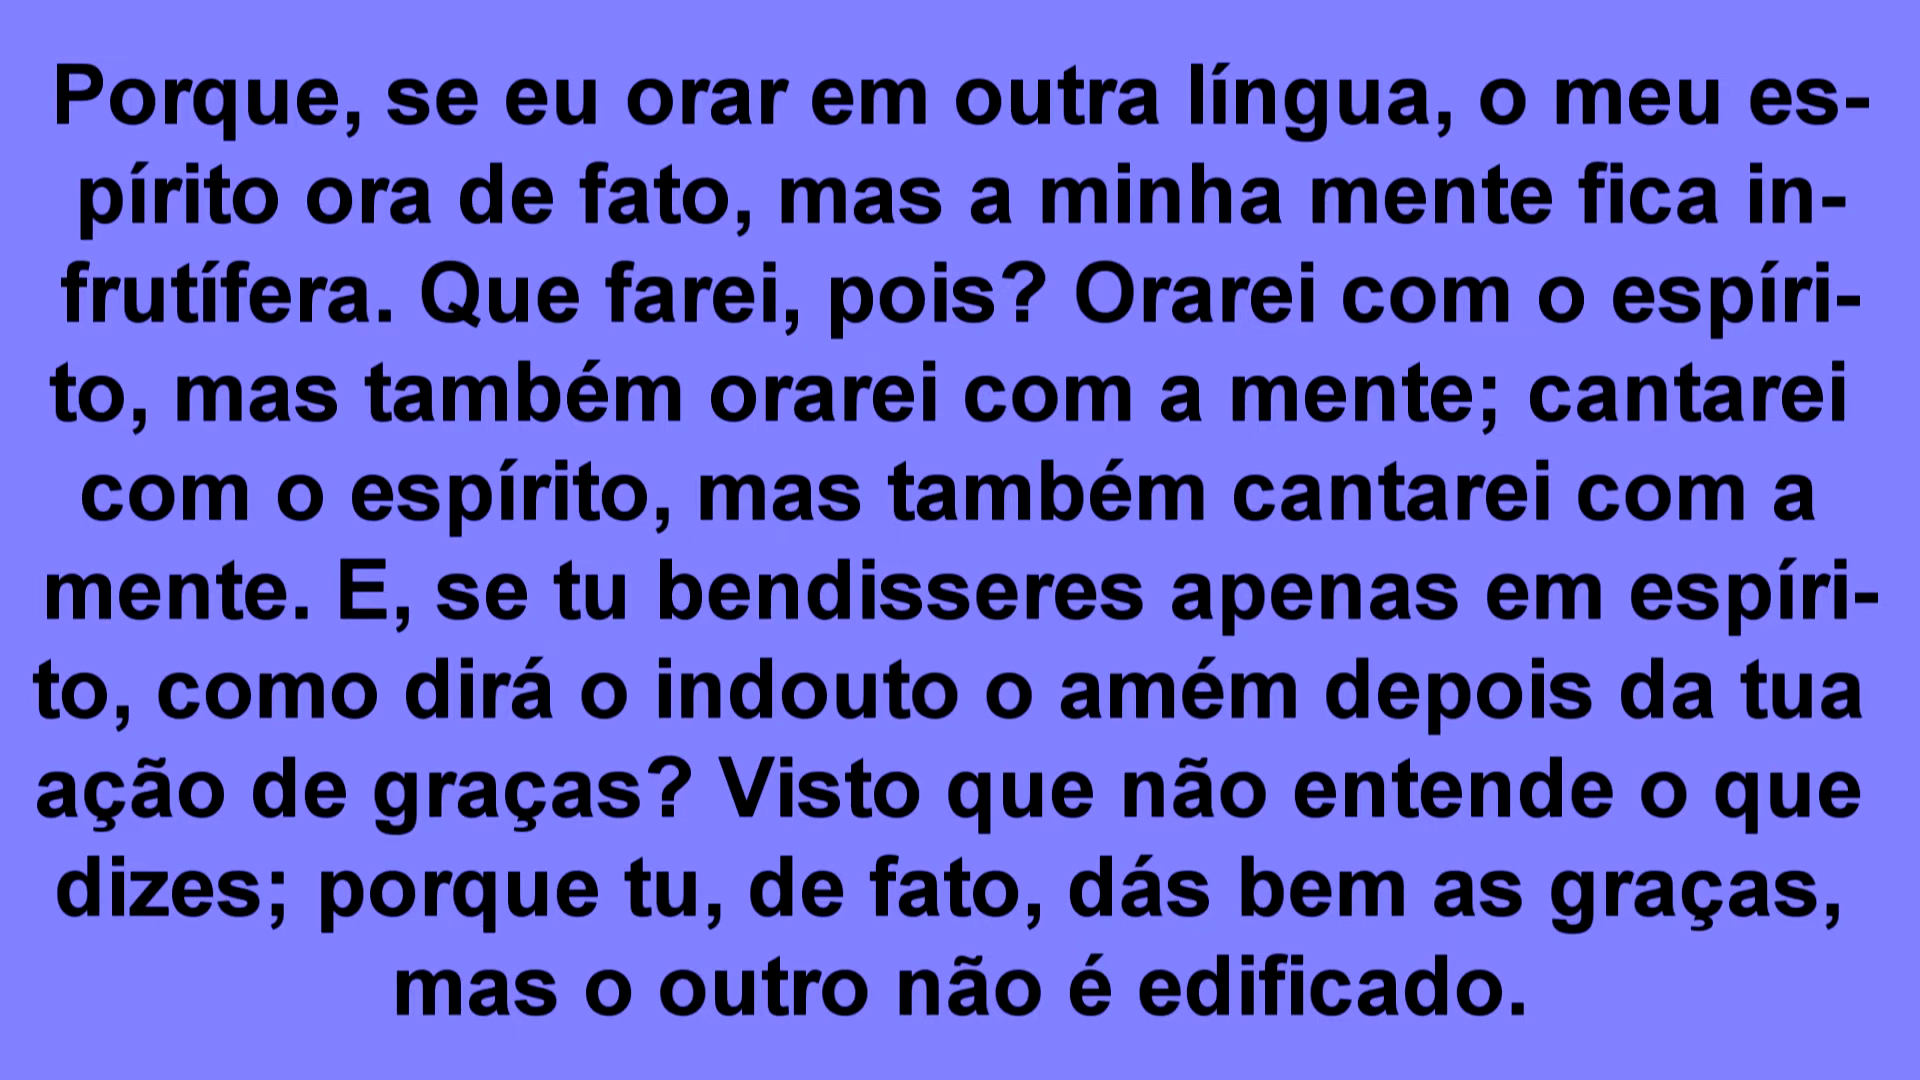 Porque, se eu orar em outra língua, o meu es-
pírito ora de fato, mas a minha mente fica in-
frutífera. Que farei, pois? Orarei com o espíri-
to, mas também orarei com a mente; cantarei
com o espírito, mas também cantarei com a
mente. E, se tu bendisseres apenas em espíri-
to, como dirá o indouto o amém depois da tua
ação de graças? Visto que não entende o que
dizes; porque tu, de fato, dás bem as graças,
mas o outro não é edificado.